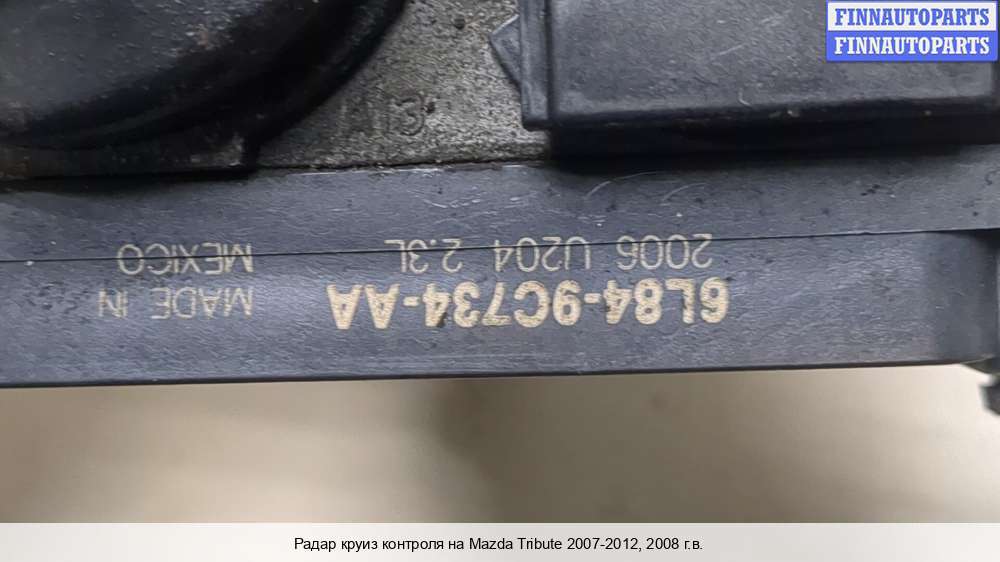 FINNAUTOPARTS
FINNAUTOPARTS
A13
6L84-9C734-AA
2006 U204 2.3L
MADE IN
MEXICO
Радар круиз контроля на Mazda Tribute 2007-2012, 2008 г.в.